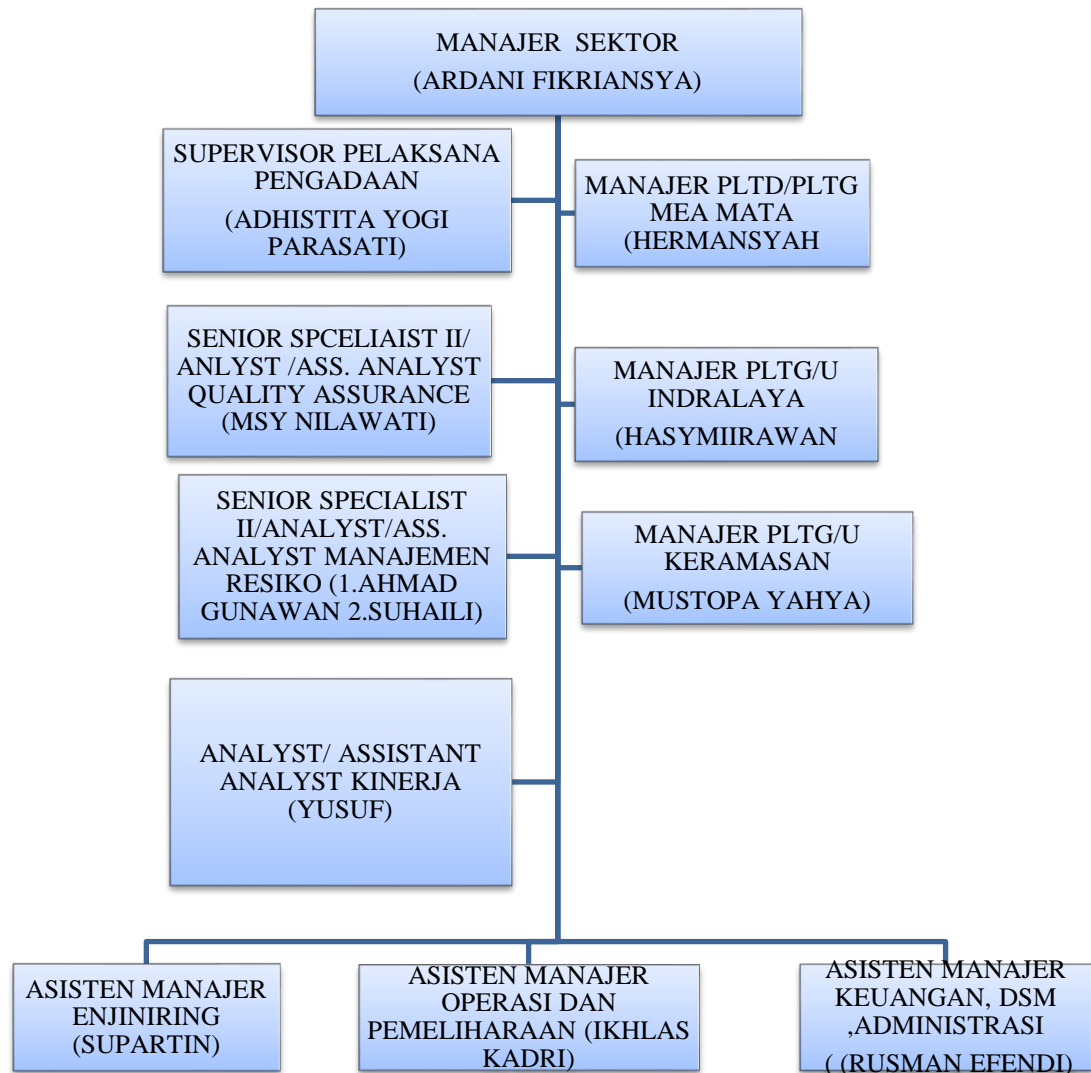 MANAJER SEKTOR
(ARDANI FIKRIANSYA)
SUPERVISOR PELAKSANA
PENGADAAN
(ADHISTITA YOGI
PARASATI)
MANAJER PLTD/PLTG
MEA MATA
(HERMANSYAH
SENIOR SPCELIAIST II/
ANLYST /ASS. ANALYST
QUALITY ASSURANCE
(MSY NILAWATI)
MANAJER PLTG/U
INDRALAYA
(HASYMIIRAWAN
SENIOR SPECIALIST
II/ANALYST/ASS.
ANALYST MANAJEMEN
RESIKO (1.AHMAD
GUNAWAN 2.SUHAILI)
MANAJER PLTG/U
KERAMASAN
(MUSTOPA YAHYA)
ANALYST/ ASSISTANT
ANALYST KINERJA
(YUSUF)
ASISTEN MANAJER
ENJINIRING
(SUPARTIN)
ASISTEN MANAJER
OPERASI DAN
PEMELIHARAAN (IKHLAS
KADRI)
ASISTEN MANAJER
KEUANGAN, DSM
,ADMINISTRASI
( (RUSMAN EFENDI)